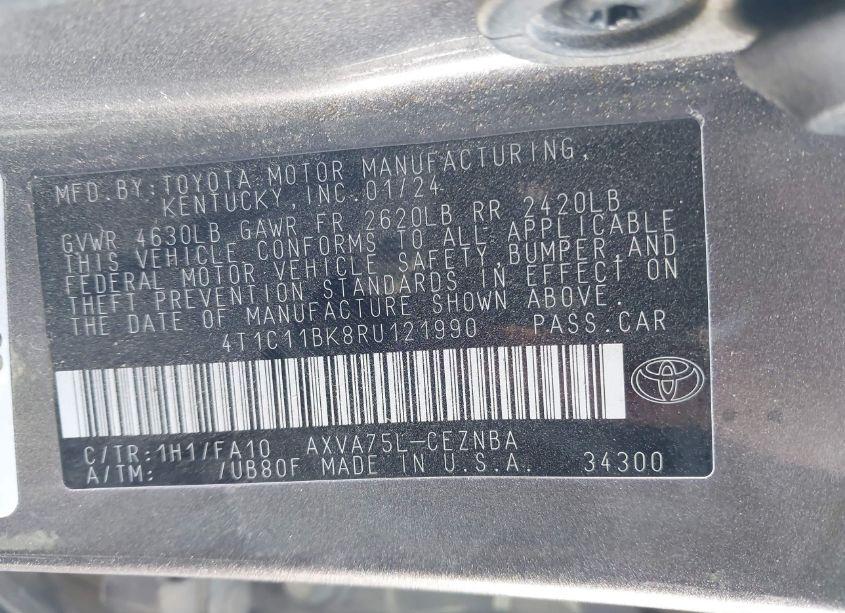 MFD.BY:TOYOTA MOTOR MANUFACTURING,
KENTUCKY, INC.01/24
GVWR 4630LB GAWR FR 2620LB RR 2420LB
THIS VEHICLE CONFORMS TO ALL APPLICABLE
FEDERAL MOTOR VEHICLE SAFETY,BUMPER,AND
THEFT PREVENTION STANDARDS IN EFFECT ON
THE DATE OF MANUFACTURE SHOWN ABOVE.
4T1C11BK8RU121990 PASS.CAR
C/TR:1H1/FA10 AXVA75L-CEZNBA
A/TM: /UB80F MADE IN U.S.A. 34300